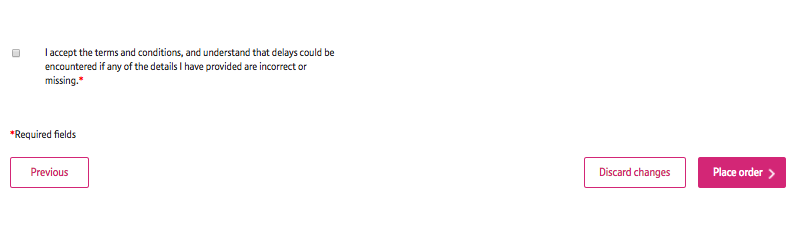 I accept the terms and conditions, and understand that delays could be
encountered if any of the details I have provided are incorrect or
missing.*
*Required fields
Previous
Discard changes
Place order